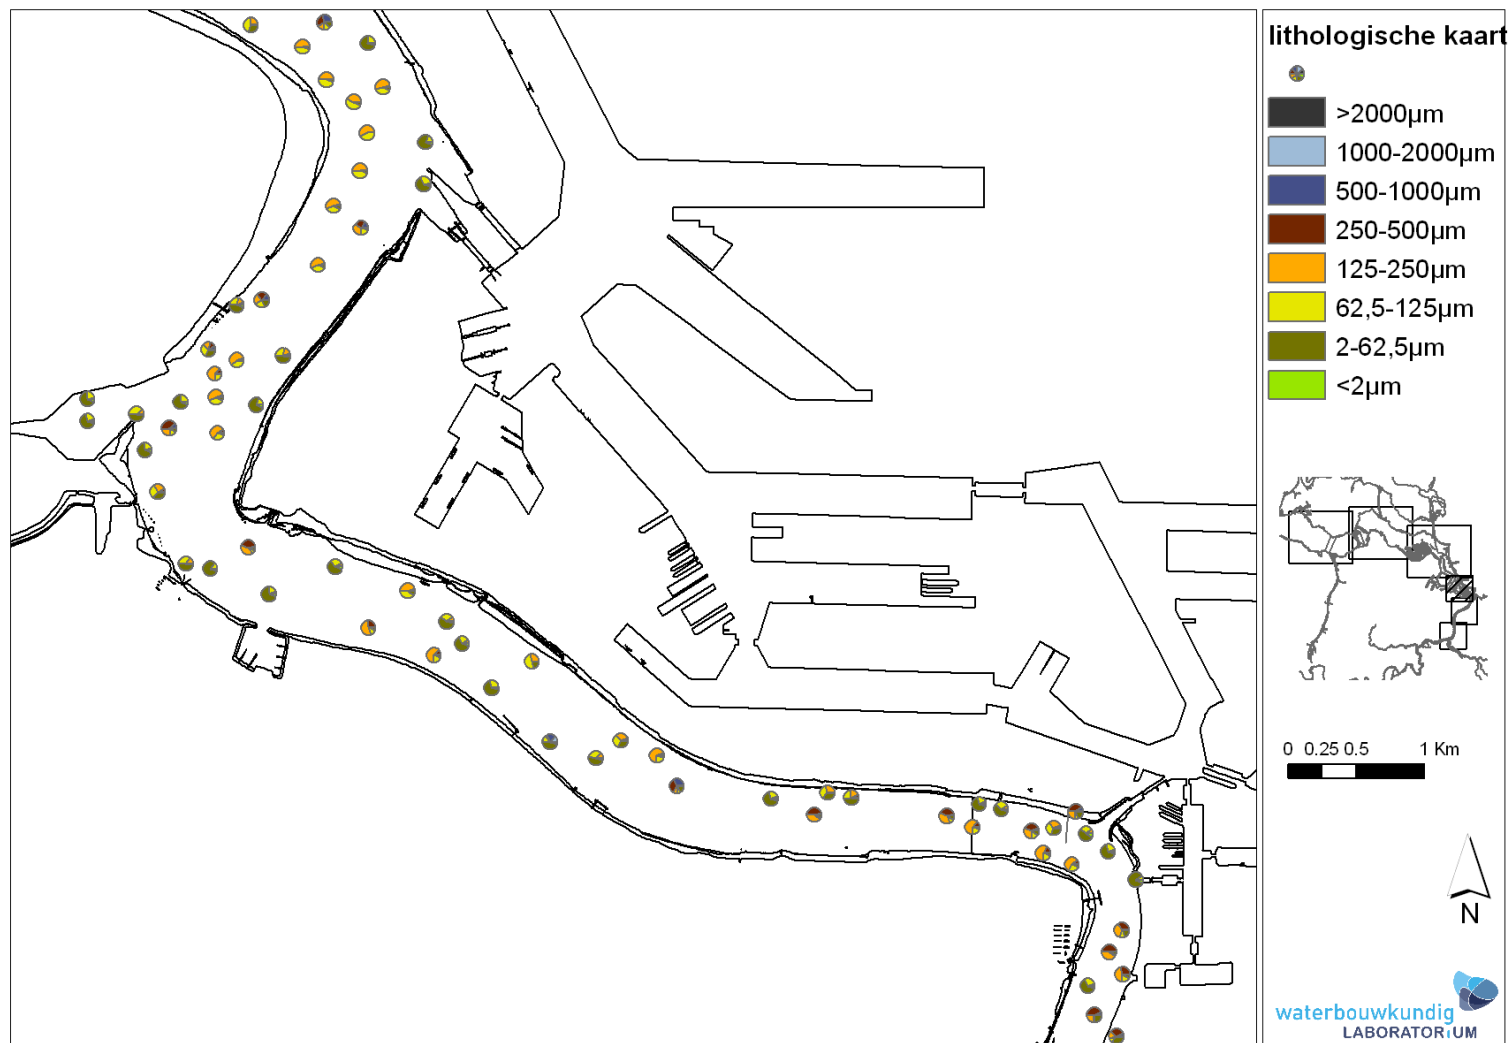 lithologische kaart
>2000µm
1000-2000µm
500-1000µm
250-500µm
125-250µm
62,5-125µm
2-62,5µm
<2µm
0 0.25 0.5 1 Km
N
waterbouwkundig
LABORATORIUM